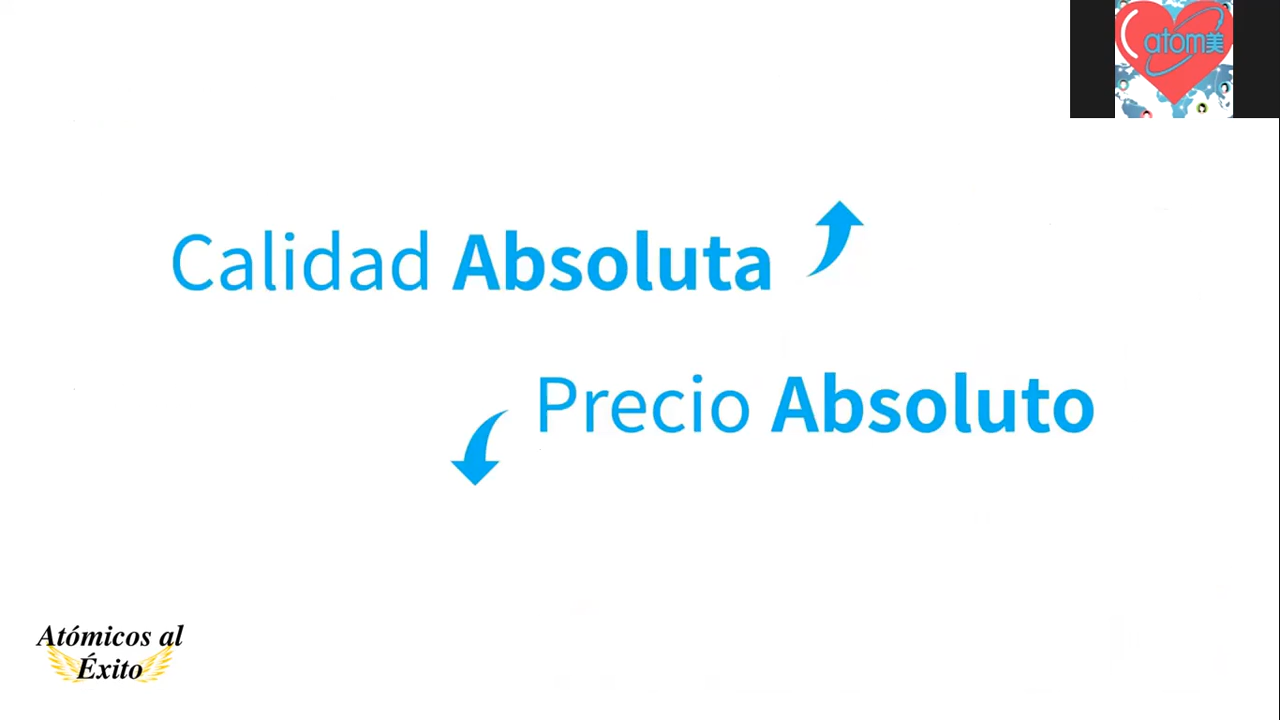 atom美
Calidad Absoluta
Precio Absoluto
Atómicos al
Éxito